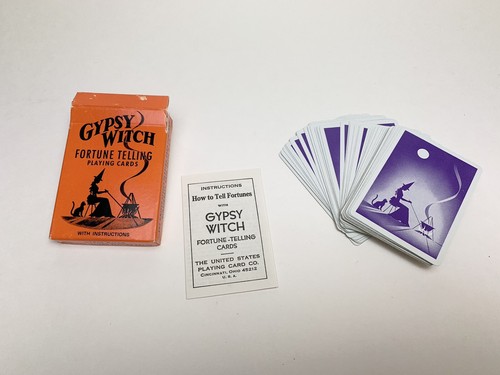 GYPSY
WITCH
FORTUNE TELLING
PLAYING CARDS
WITH INSTRUCTIONS
INSTRUCTIONS
How to Tell Fortunes
using
GYPSY
WITCH
FORTUNE-TELLING
CARDS
THE UNITED STATES
PLAYING CARD CO.
CINCINNATI, OHIO 45212
U. S. A.